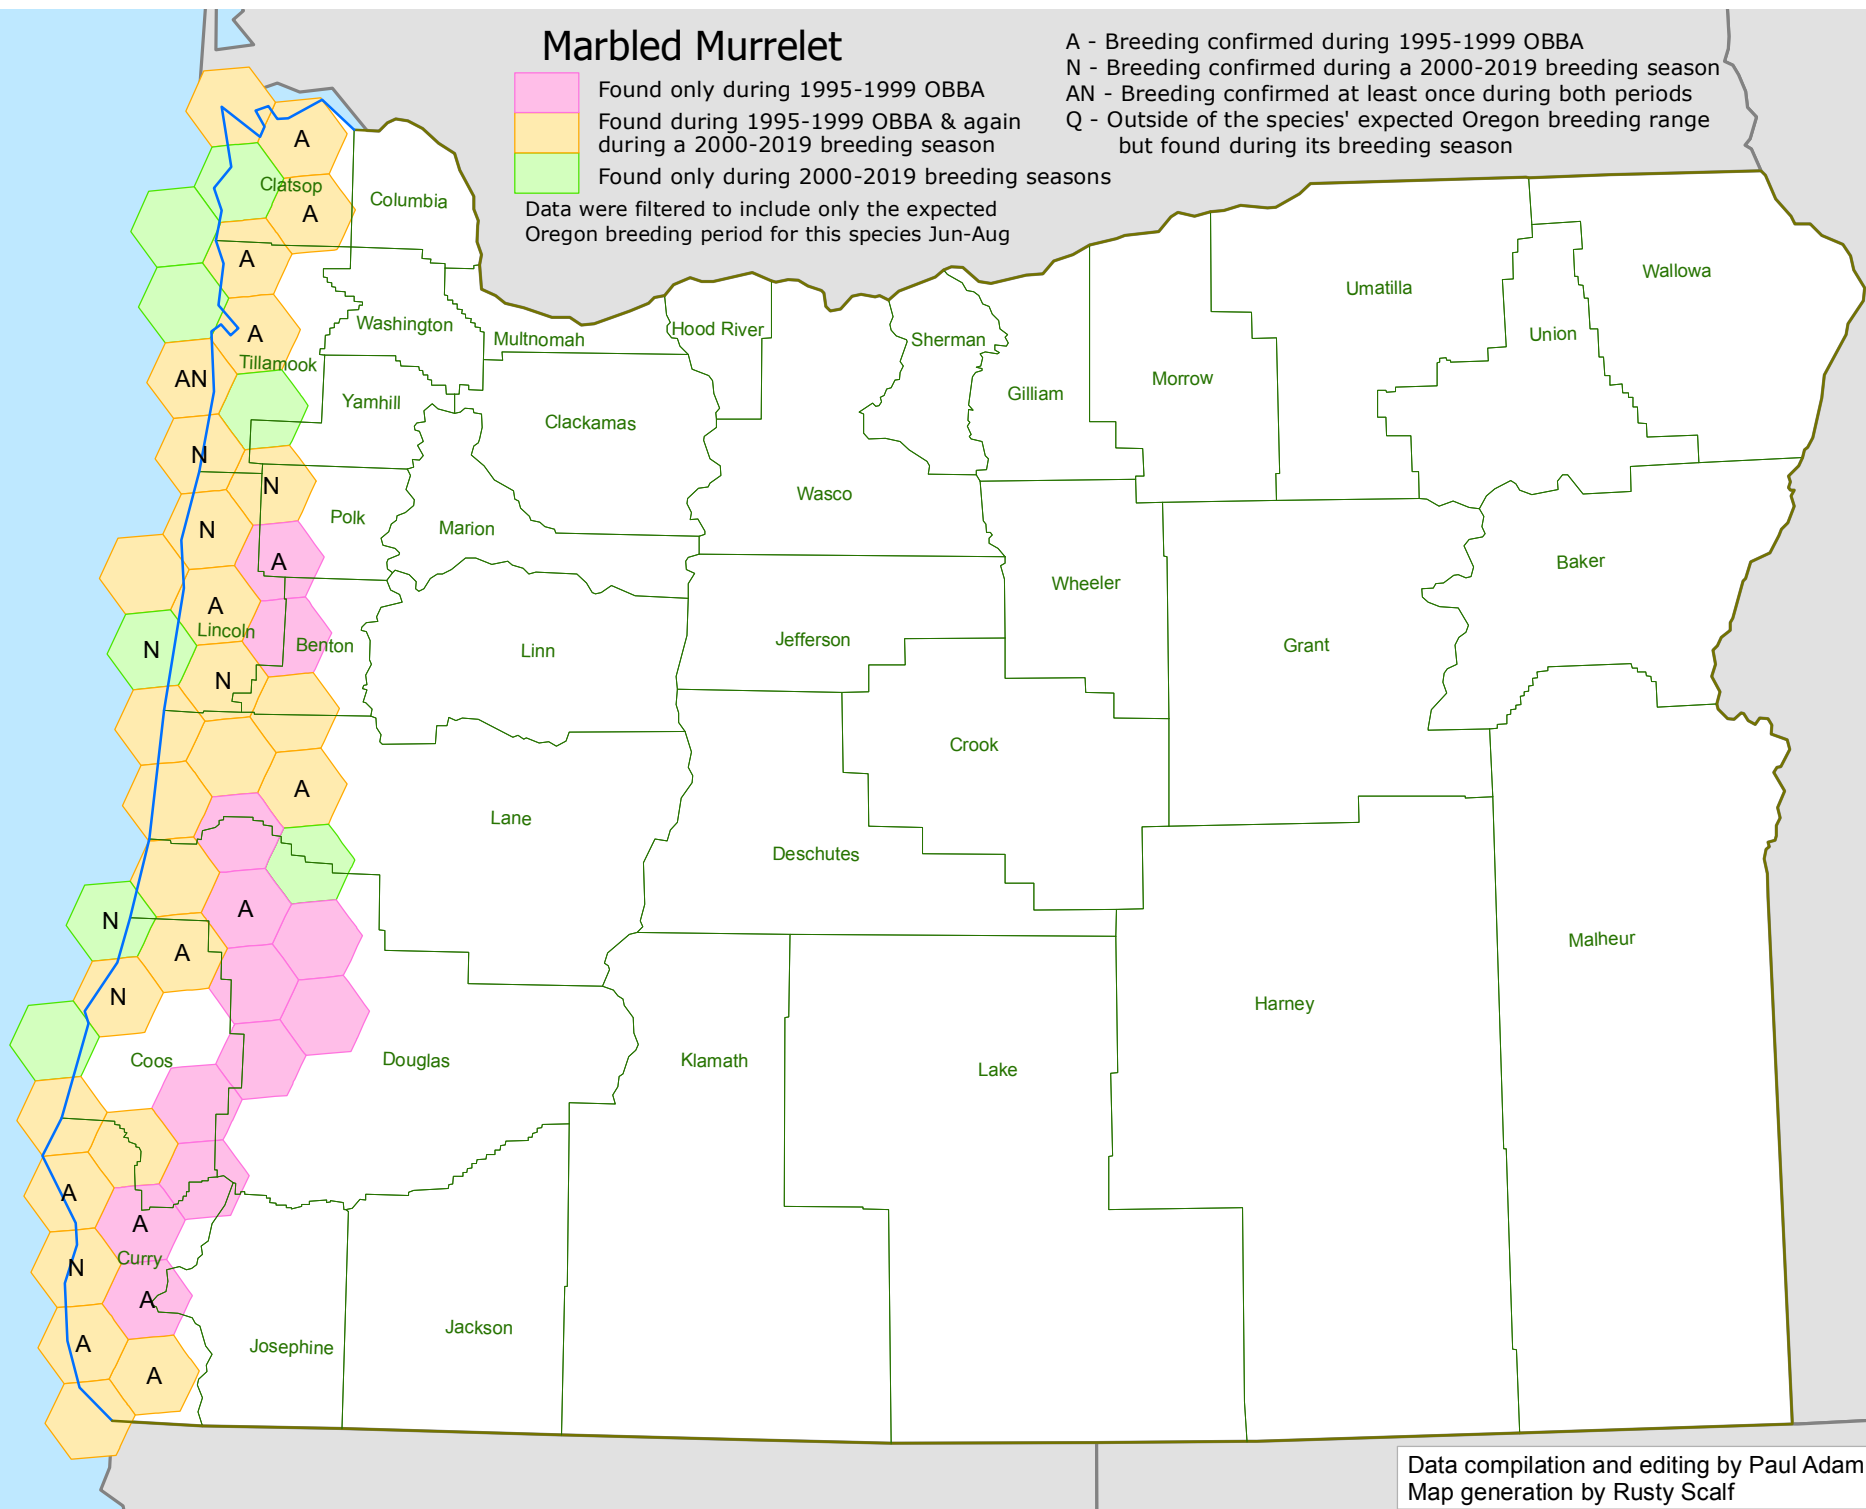 Marbled Murrelet
Found only during 1995-1999 OBBA
Found during 1995-1999 OBBA & again
during a 2000-2019 breeding season
Found only during 2000-2019 breeding seasons
Data were filtered to include only the expected
Oregon breeding period for this species Jun-Aug
A - Breeding confirmed during 1995-1999 OBBA
N - Breeding confirmed during a 2000-2019 breeding season
AN - Breeding confirmed at least once during both periods
Q - Outside of the species' expected Oregon breeding range
but found during its breeding season
A
Clatsop
Columbia
A
A
Wallowa
Umatilla
A
Washington
Multnomah
Hood River
Sherman
Union
Tillamook
AN
Morrow
Gilliam
Yamhill
Clackamas
N
N
Wasco
Polk
Marion
N
A
Baker
Wheeler
A
Lincoln
Benton
N
Linn
Jefferson
Grant
N
Crook
A
Lane
Deschutes
A
N
A
Malheur
N
Harney
Coos
Douglas
Klamath
Lake
A
A
Curry
N
A
A
Josephine
Jackson
A
Data compilation and editing by Paul Adam
Map generation by Rusty Scalf